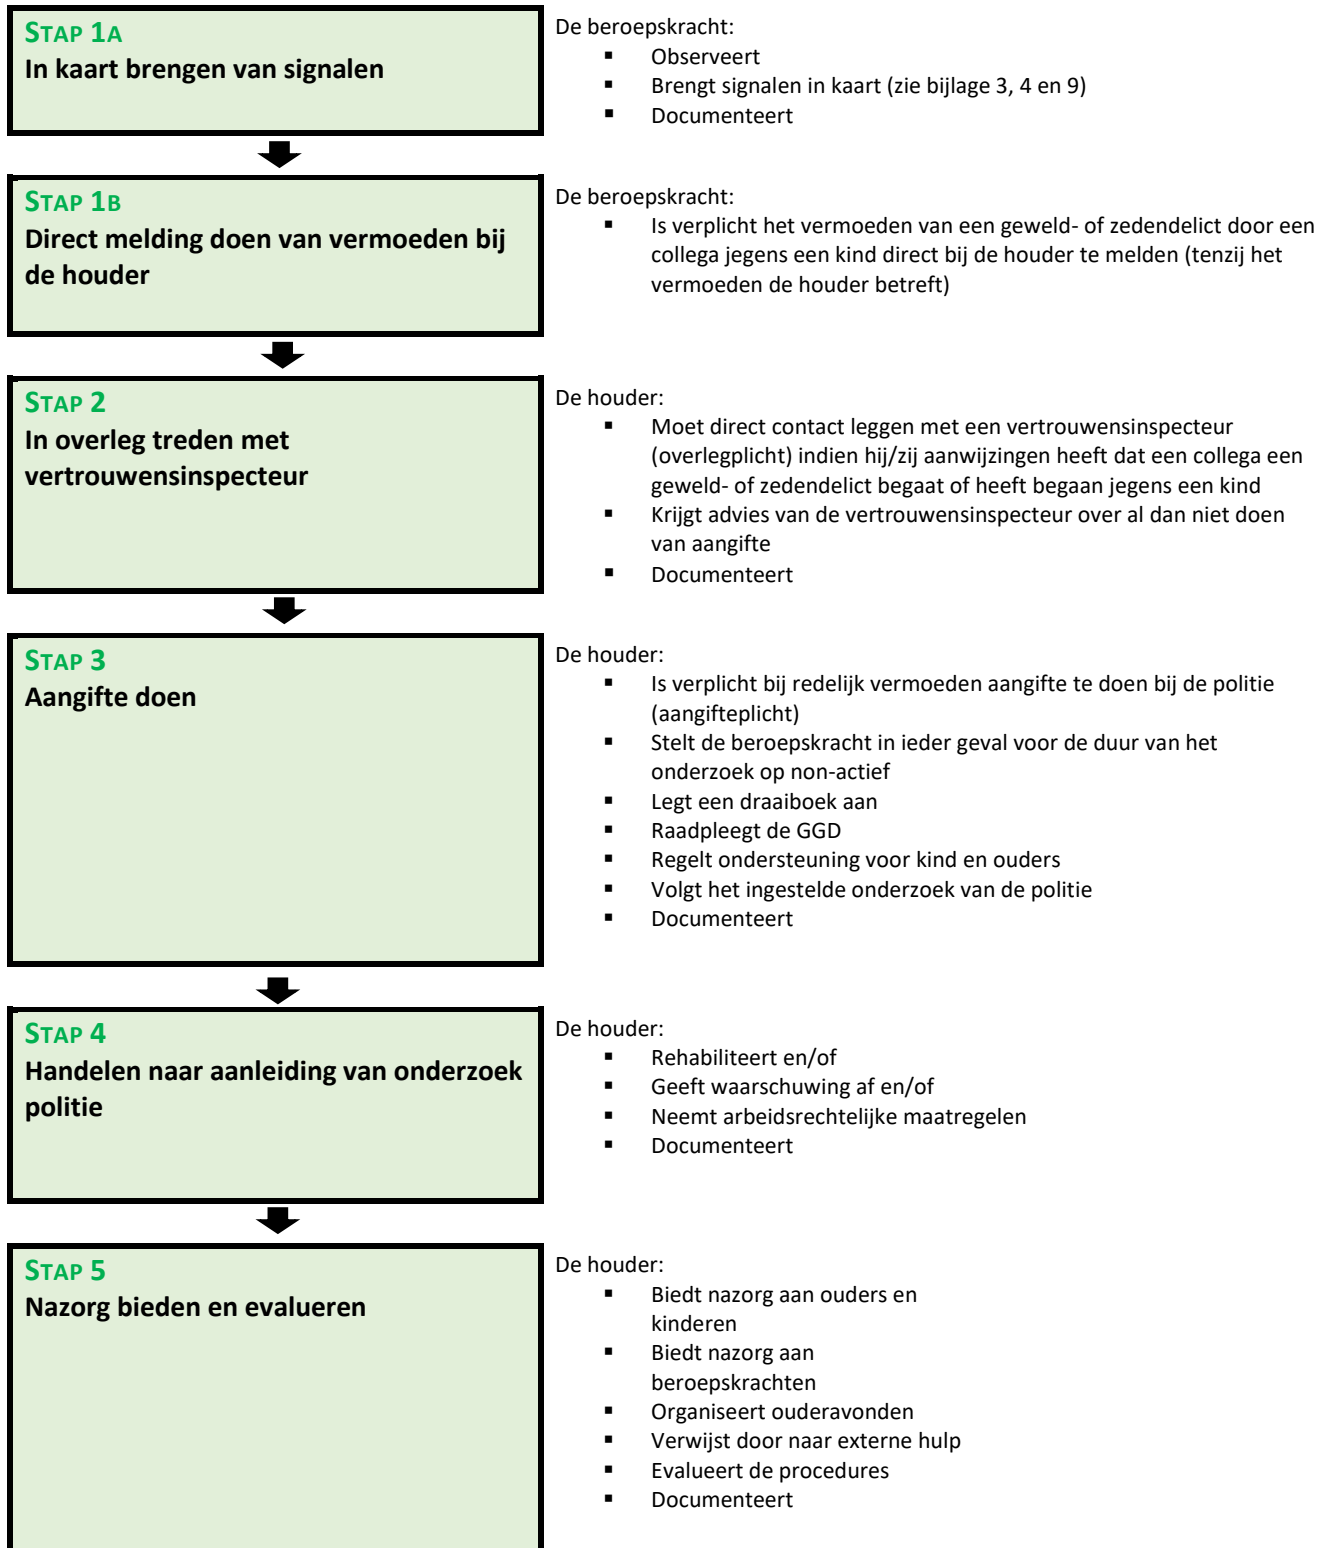 STAP 1A
In kaart brengen van signalen
De beroepskracht:
▪ Observeert
▪ Brengt signalen in kaart (zie bijlage 3, 4 en 9)
▪ Documenteert
STAP 1B
Direct melding doen van vermoeden bij
de houder
De beroepskracht:
▪ Is verplicht het vermoeden van een geweld- of zedendelict door een
collega jegens een kind direct bij de houder te melden (tenzij het
vermoeden de houder betreft)
STAP 2
In overleg treden met
vertrouwensinspecteur
De houder:
▪ Moet direct contact leggen met een vertrouwensinspecteur
(overlegplicht) indien hij/zij aanwijzingen heeft dat een collega een
geweld- of zedendelict begaat of heeft begaan jegens een kind
▪ Krijgt advies van de vertrouwensinspecteur over al dan niet doen
van aangifte
▪ Documenteert
STAP 3
Aangifte doen
De houder:
▪ Is verplicht bij redelijk vermoeden aangifte te doen bij de politie
(aangifteplicht)
▪ Stelt de beroepskracht in ieder geval voor de duur van het
onderzoek op non-actief
▪ Legt een draaiboek aan
▪ Raadpleegt de GGD
▪ Regelt ondersteuning voor kind en ouders
▪ Volgt het ingestelde onderzoek van de politie
▪ Documenteert
STAP 4
Handelen naar aanleiding van onderzoek
politie
De houder:
▪ Rehabiliteert en/of
▪ Geeft waarschuwing af en/of
▪ Neemt arbeidsrechtelijke maatregelen
▪ Documenteert
STAP 5
Nazorg bieden en evalueren
De houder:
▪ Biedt nazorg aan ouders en
kinderen
▪ Biedt nazorg aan
beroepskrachten
▪ Organiseert ouderavonden
▪ Verwijst door naar externe hulp
▪ Evalueert de procedures
▪ Documenteert